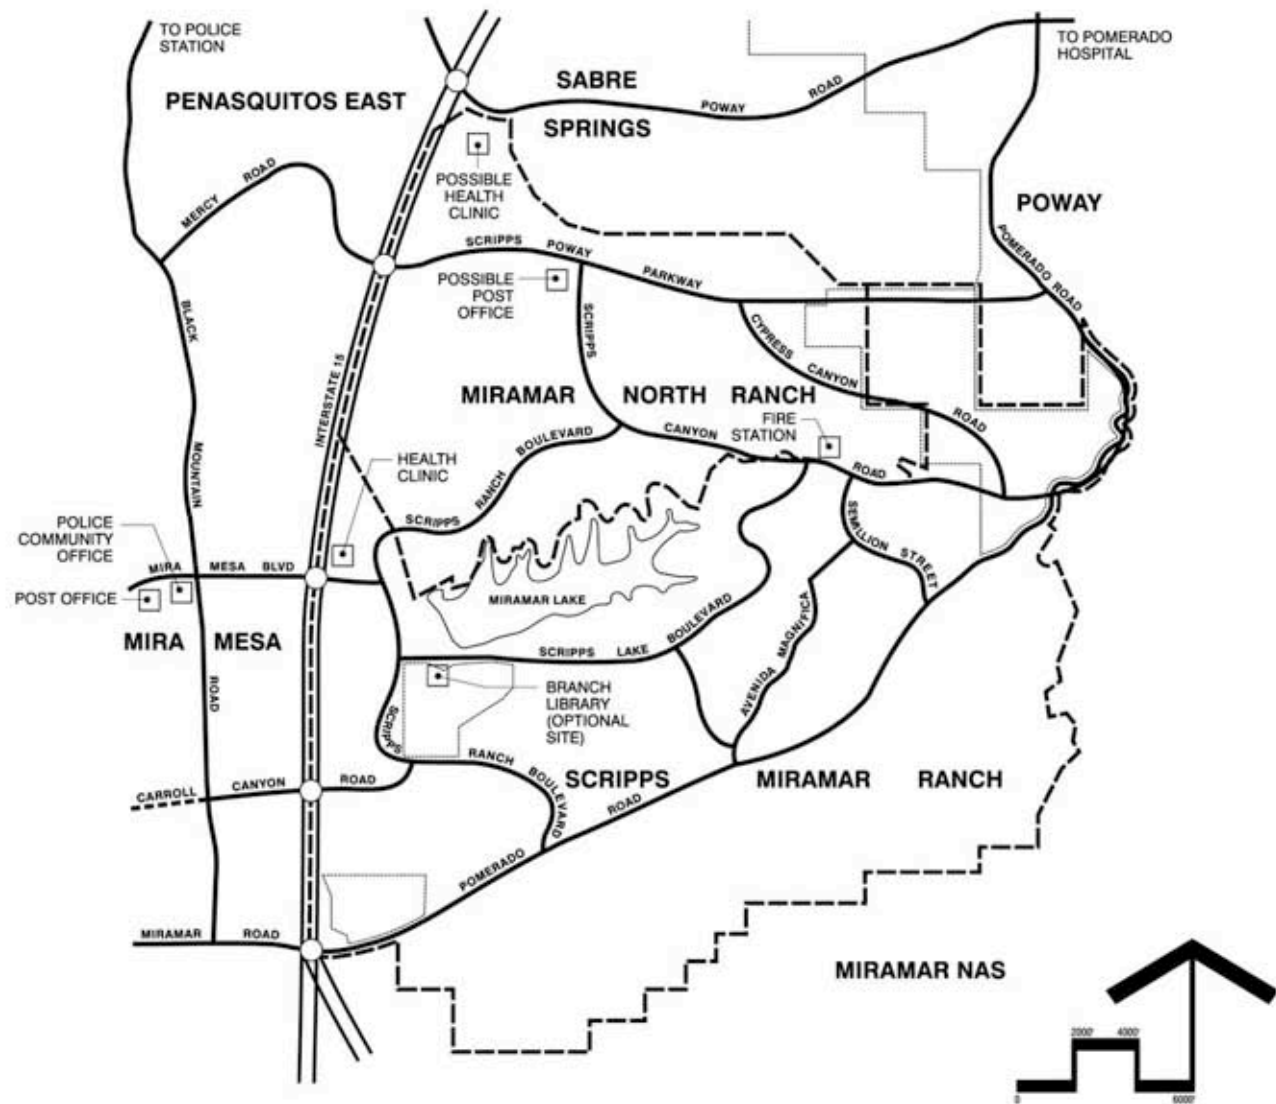 TO POLICE
STATION
TO POMERADO
HOSPITAL
SABRE
SPRINGS
PENASQUITOS EAST
POWAY ROAD
POSSIBLE
HEALTH
CLINIC
MERCY ROAD
POWAY
SCRIPPS POWAY PARKWAY
POMERADO ROAD
POSSIBLE
POST
OFFICE
BLACK MOUNTAIN ROAD
INTERSTATE 15
SCRIPPS
CYPRESS CANYON ROAD
MIRAMAR NORTH RANCH
FIRE
STATION
CANYON ROAD
SCRIPPS RANCH BOULEVARD
HEALTH
CLINIC
POLICE
COMMUNITY
OFFICE
MIRA MESA BLVD
POST OFFICE
SEMILLION STREET
MIRAMAR LAKE
MIRA MESA
SCRIPPS LAKE BOULEVARD
AVENIDA MAGNIFICA
BRANCH
LIBRARY
(OPTIONAL
SITE)
SCRIPPS RANCH BOULEVARD
SCRIPPS MIRAMAR RANCH
CARROLL CANYON ROAD
POMERADO ROAD
MIRAMAR ROAD
MIRAMAR NAS
2000' 4000'
0 6000'